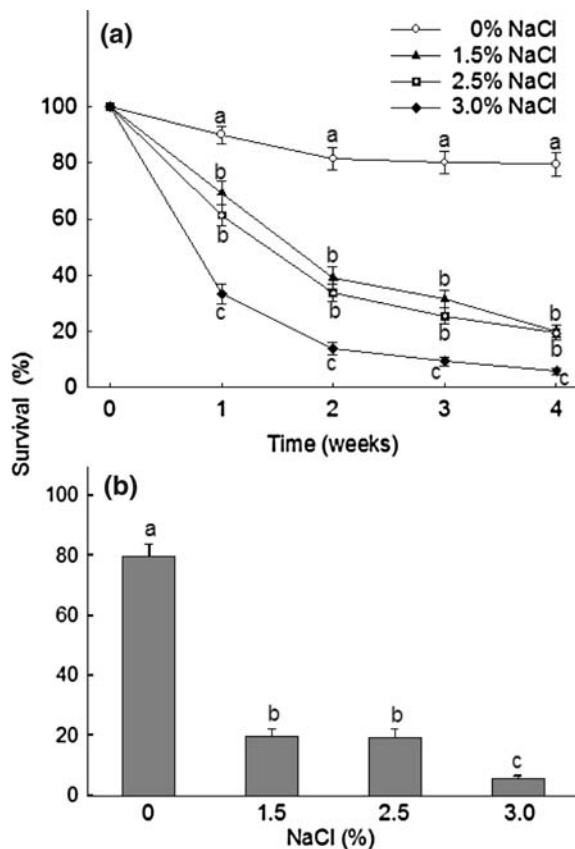 (a)
0% NaCl
1.5% NaCl
2.5% NaCl
3.0% NaCl
100
80
60
40
20
0
a
a
a
a
b
b
b
b
b
b
b
b
c
c
c
c
0 1 2 3 4
Time (weeks)
Survival (%)
(b)
100
80
60
40
20
0
a
b
b
c
0 1.5 2.5 3.0
NaCl (%)